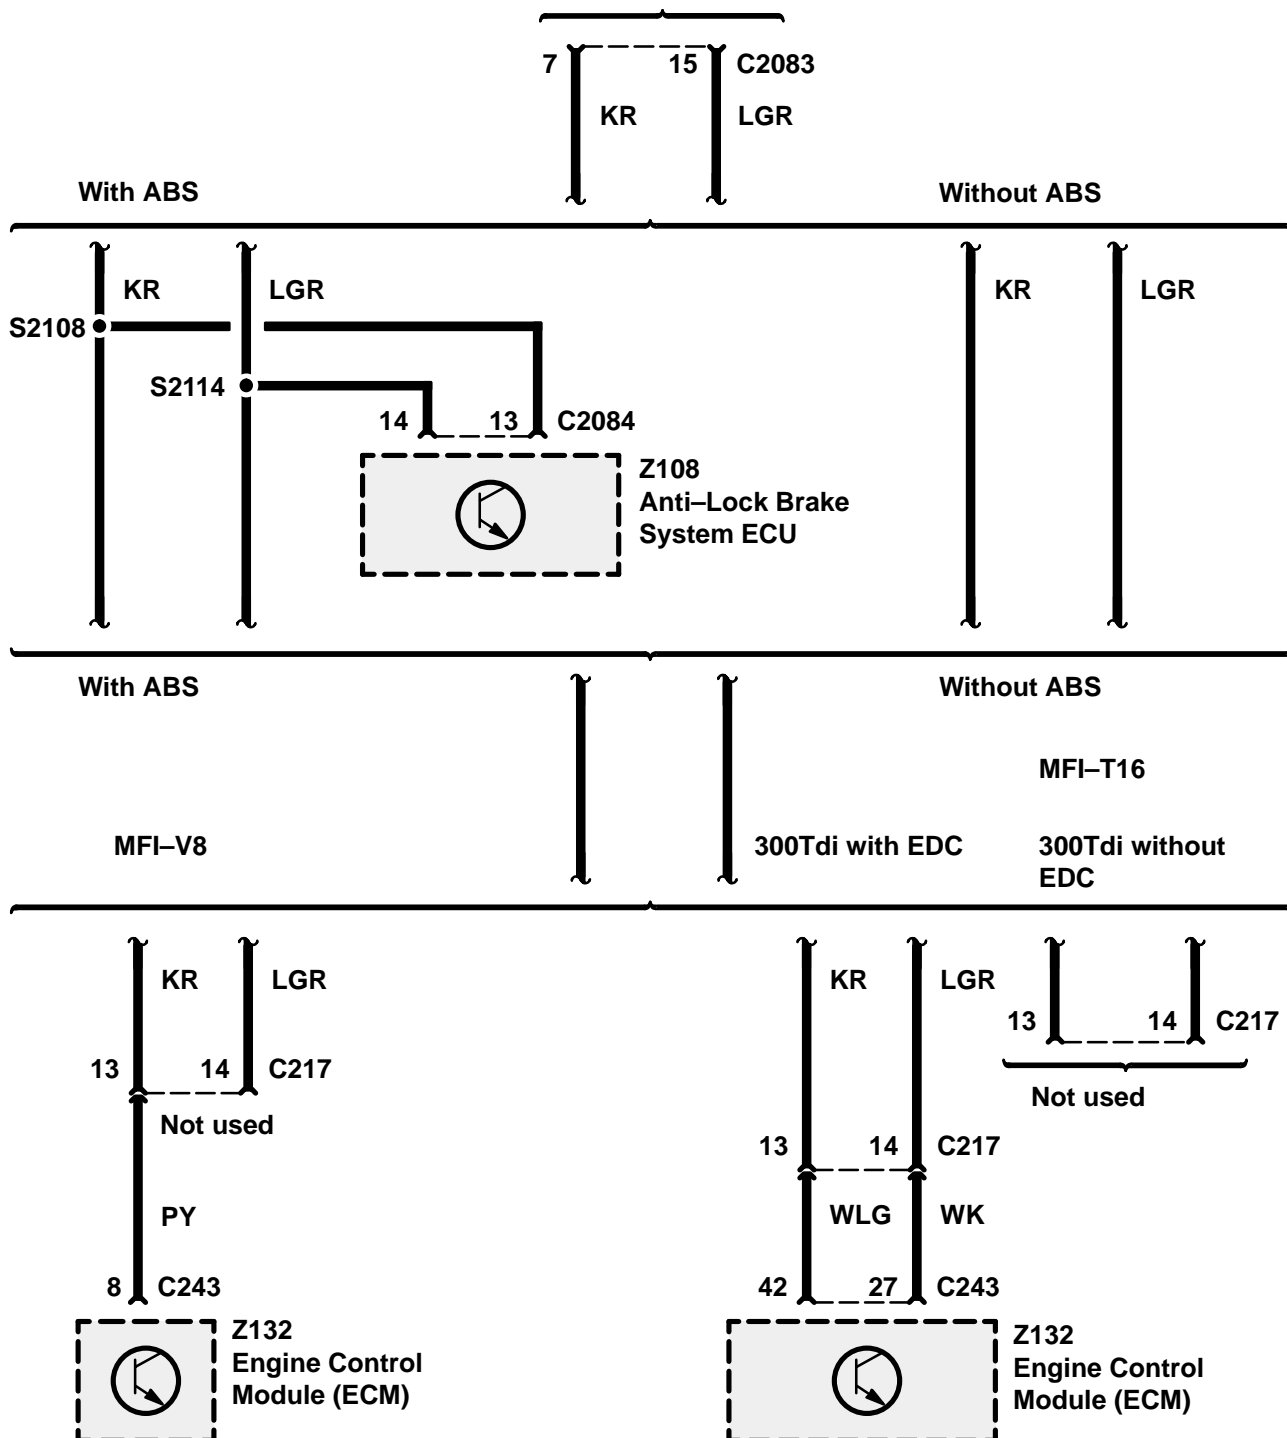 7 15 C2083
KR LGR
With ABS Without ABS
KR LGR KR LGR
S2108
S2114
14 13 C2084
Z108
Anti–Lock Brake
System ECU
With ABS Without ABS
MFI–T16
MFI–V8 300Tdi with EDC 300Tdi without
EDC
KR LGR KR LGR
13 14 C217
13 14 C217
Not used
Not used
13 14 C217
PY WLG WK
8 C243 42 27 C243
Z132
Engine Control
Module (ECM)
Z132
Engine Control
Module (ECM)